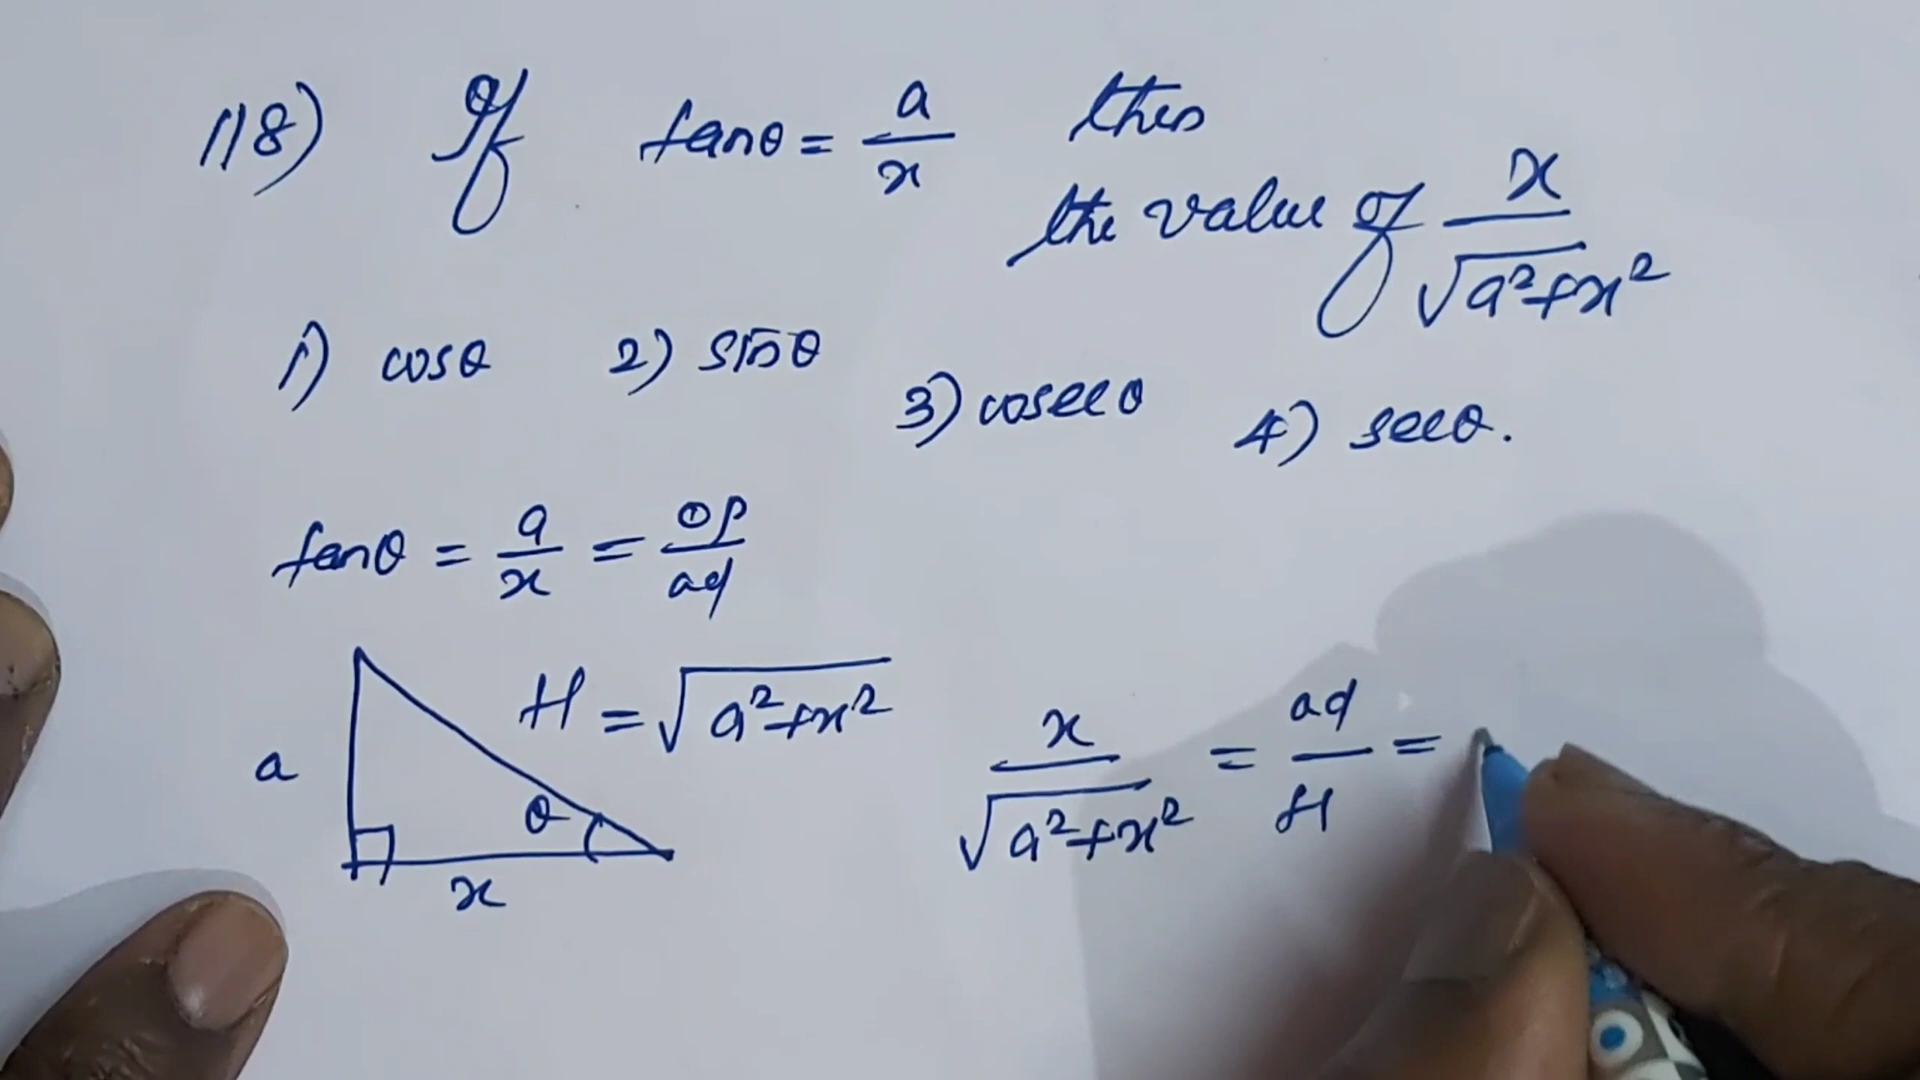 118) If tanθ = a/x then
the value of x/√(a²+x²)
1) cosθ 2) sinθ 3) cosecθ 4) secθ.
tanθ = a/x = op/ad
H = √(a²+x²)
a
θ
x
x/√(a²+x²) = ad/H =